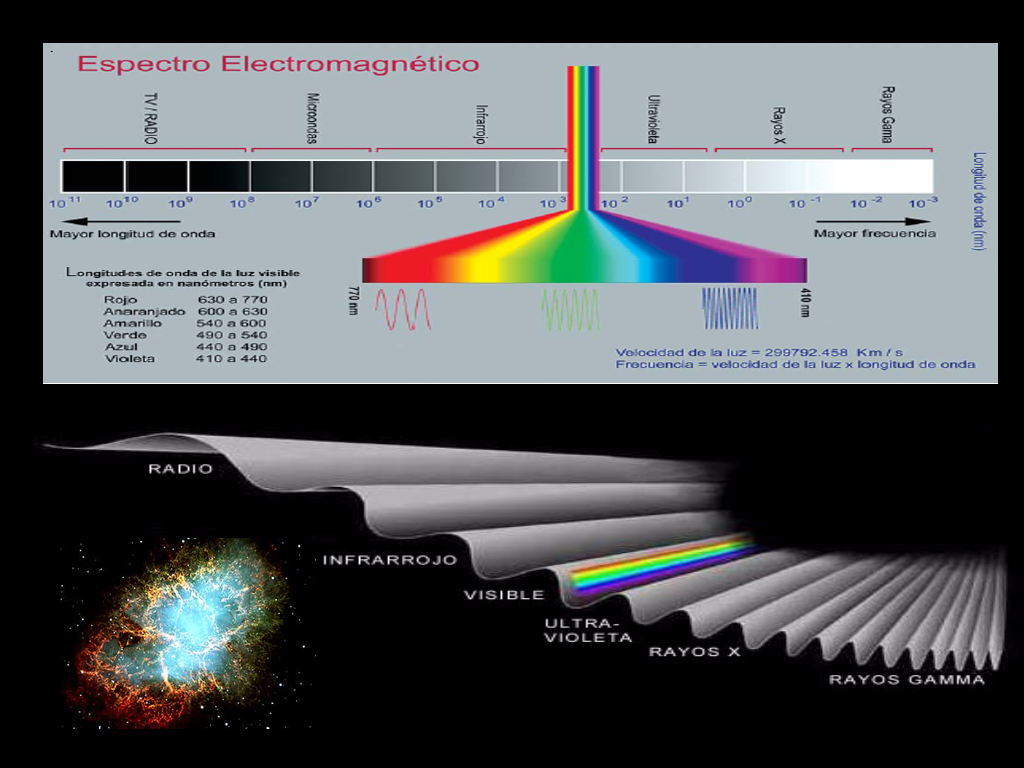 Espectro Electromagnético
TV / RADIO
Microondas
Infrarrojo
Ultravioleta
Rayos X
Rayos Gama
10¹¹ 10¹⁰ 10⁹ 10⁸ 10⁷ 10⁶ 10⁵ 10⁴ 10³ 10² 10¹ 10⁰ 10⁻¹ 10⁻² 10⁻³
Longitud de onda (nm)
Mayor longitud de onda
Mayor frecuencia
Longitudes de onda de la luz visible
expresada en nanómetros (nm)
Rojo 630 a 770
Anaranjado 600 a 630
Amarillo 540 a 600
Verde 490 a 540
Azul 440 a 490
Violeta 410 a 440
770 nm
410 nm
Velocidad de la luz = 299792.458 Km / s
Frecuencia = velocidad de la luz x longitud de onda
RADIO
INFRARROJO
VISIBLE
ULTRA-
VIOLETA
RAYOS X
RAYOS GAMMA